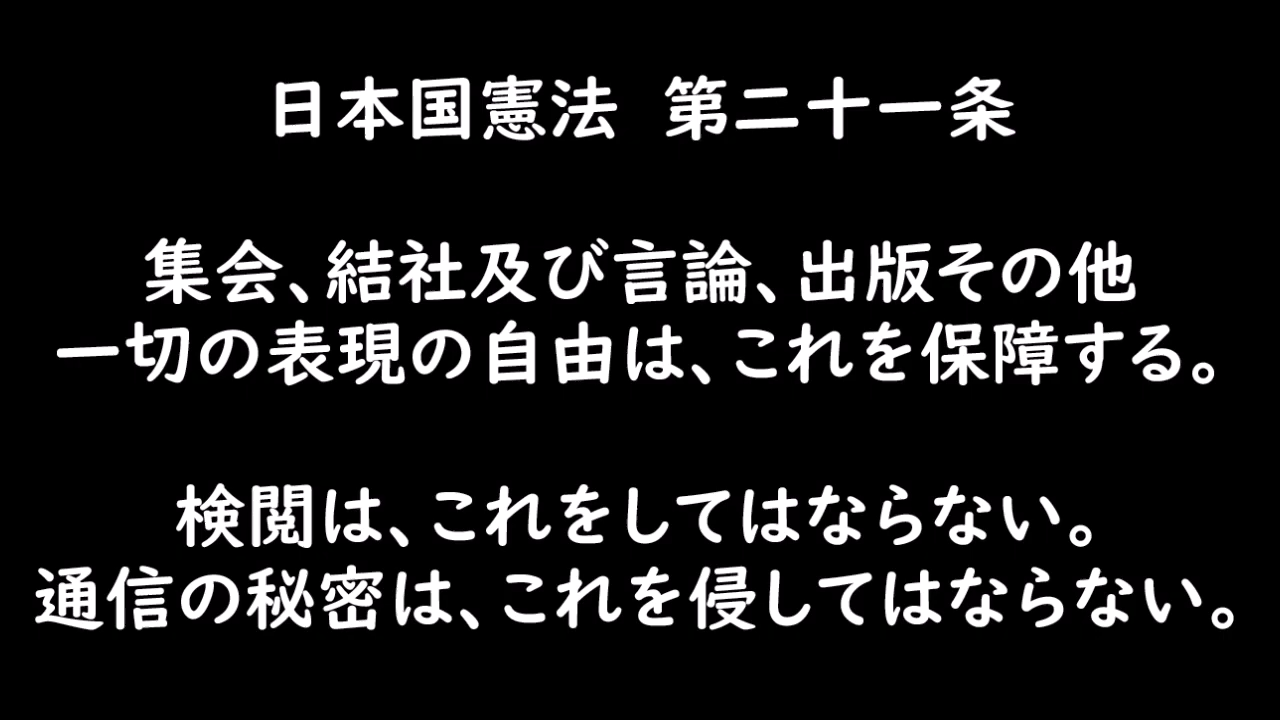 日本国憲法 第二十一条
集会、結社及び言論、出版その他
一切の表現の自由は、これを保障する。
検閲は、これをしてはならない。
通信の秘密は、これを侵してはならない。